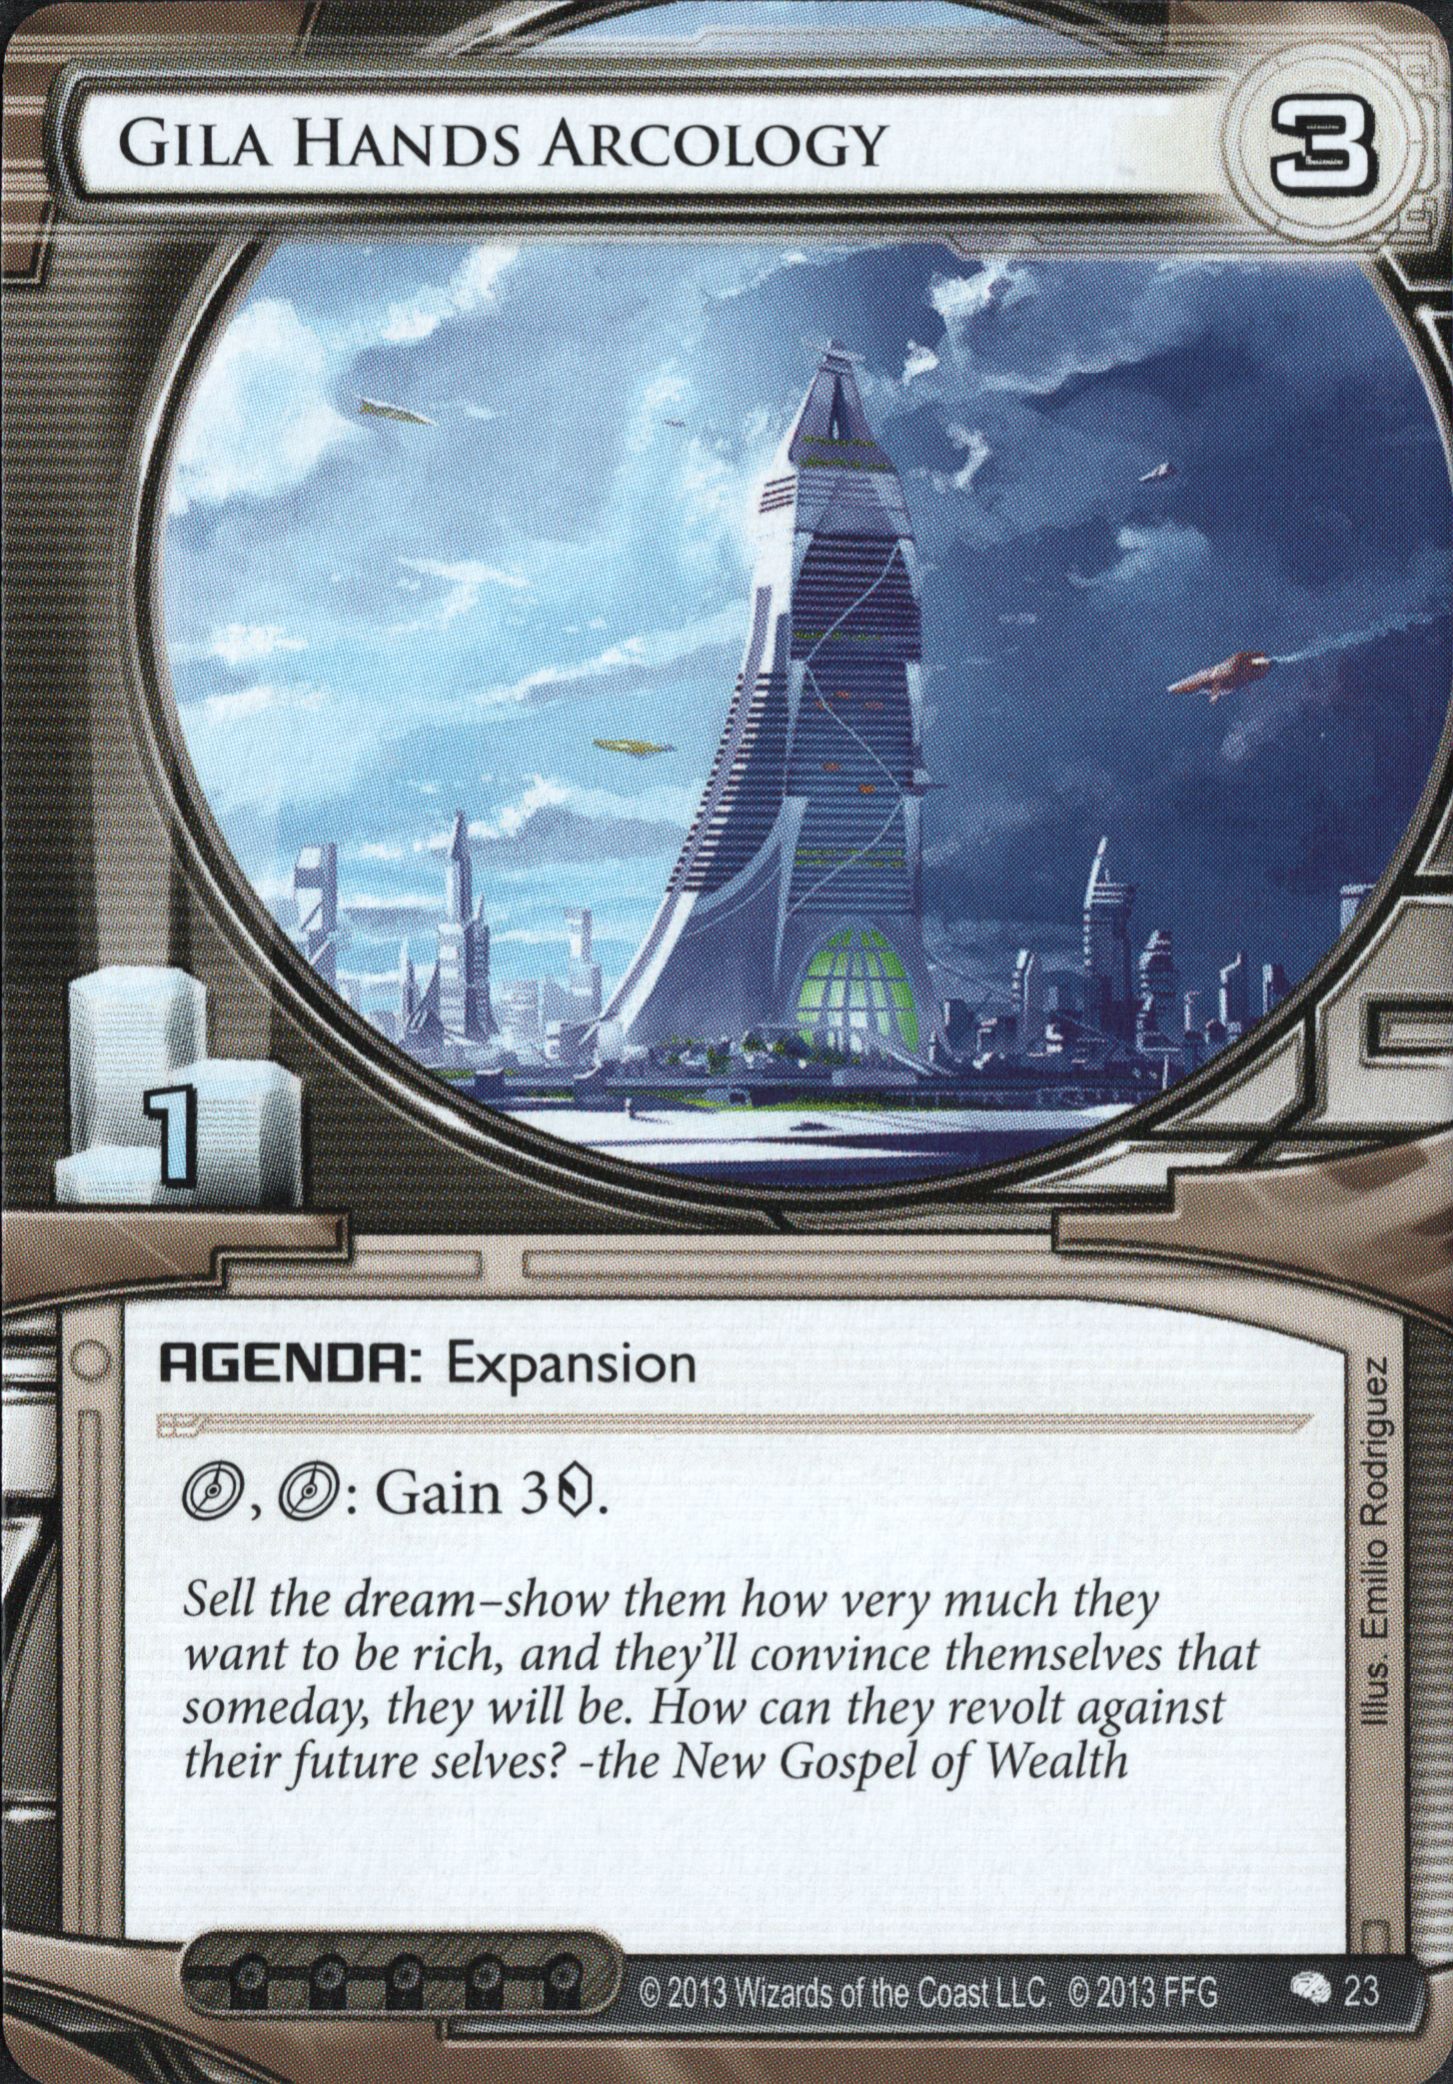 GILA HANDS ARCOLOGY
3
1
AGENDA: Expansion
, : Gain 3.
Sell the dream–show them how very much they
want to be rich, and they’ll convince themselves that
someday, they will be. How can they revolt against
their future selves? -the New Gospel of Wealth
Illus. Emilio Rodriguez
© 2013 Wizards of the Coast LLC. © 2013 FFG
23